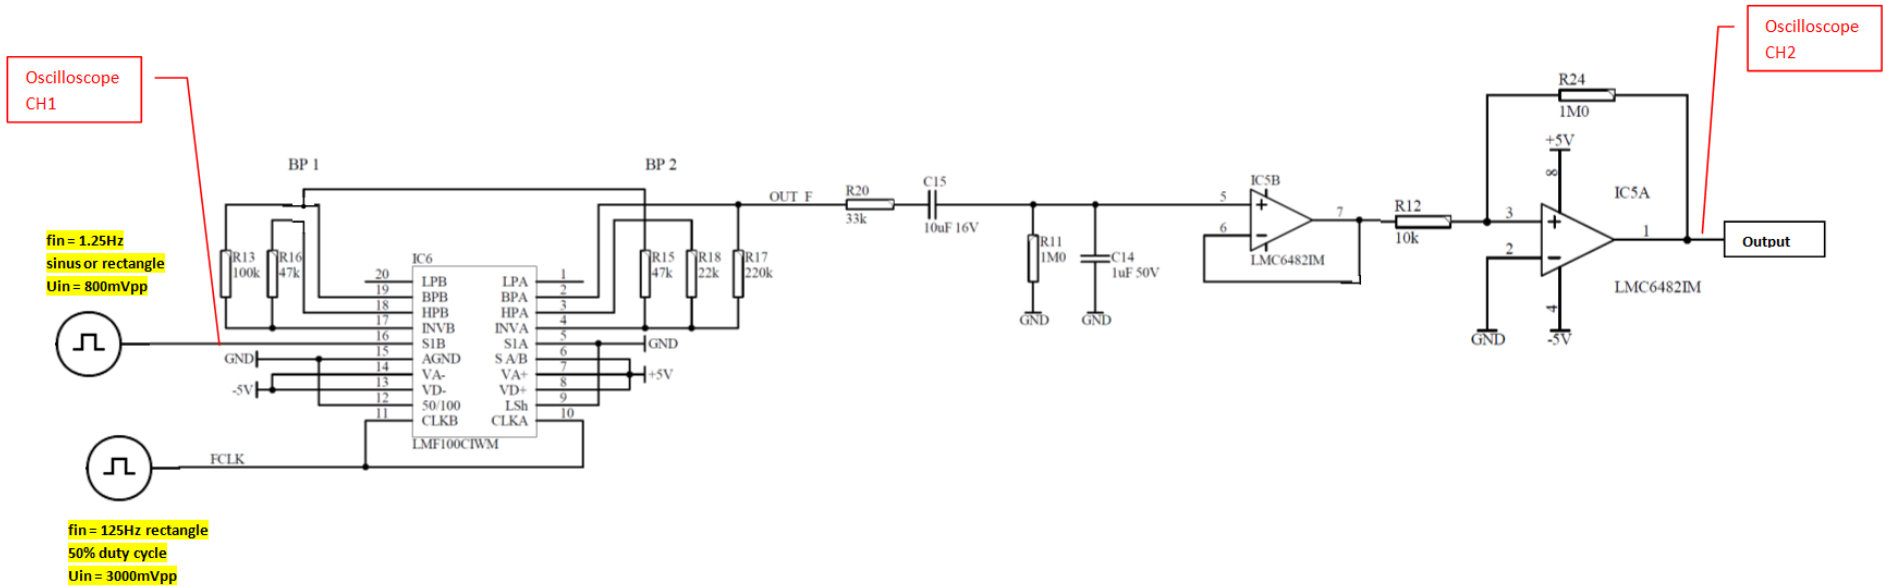 Oscilloscope
CH1
Oscilloscope
CH2
BP 1
BP 2
fin = 1.25Hz
sinus or rectangle
Uin = 800mVpp
R13
100k
R16
47k
IC6
20
19
18
17
16
15
14
13
12
11
LPB
BPB
HPB
INVB
S1B
AGND
VA-
VD-
50/100
CLKB
LPA
BPA
HPA
INVA
S1A
S A/B
VA+
VD+
LSh
CLKA
1
2
3
4
5
6
7
8
9
10
LMF100CIWM
GND
-5V
FCLK
fin = 125Hz rectangle
50% duty cycle
Uin = 3000mVpp
R15
47k
R18
22k
R17
220k
GND
+5V
OUT F
R20
33k
C15
10uF 16V
R11
1M0
GND
C14
1uF 50V
GND
IC5B
5
+
6
-
7
LMC6482IM
R12
10k
R24
1M0
+5V
8
IC5A
3
+
2
-
1
4
LMC6482IM
GND
-5V
Output